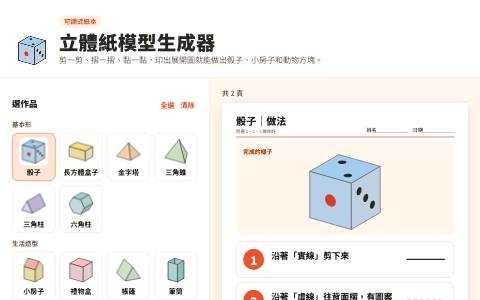 可調式紙本
立體紙模型生成器
剪一剪、摺一摺、黏一黏，印出展開圖就能做出骰子、小房子和動物方塊。
選作品
全選 清除
基本形
骰子
長方體盒子
金字塔
三角錐
三角柱
六角柱
生活造型
小房子
禮物盒
帳篷
筆筒
共 2 頁
骰子｜做法
姓名 日期
完成的樣子
1 沿著「實線」剪下來
沿著「虛線」往背面摺，有圖案